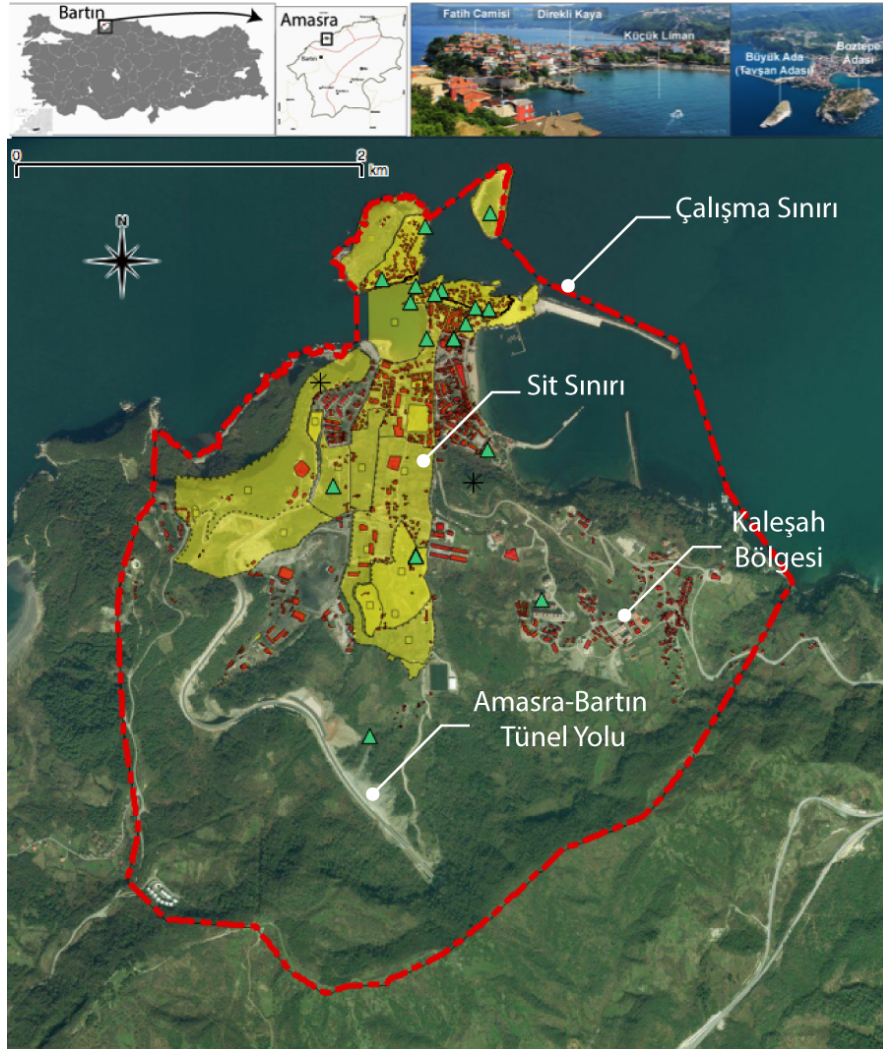 Bartın
Amasra
Bartın
Fatih Camisi
Direkli Kaya
Küçük Liman
Büyük Ada
(Tavşan Adası)
Boztepe
Adası
0
2
km
N
Çalışma Sınırı
Sit Sınırı
Kaleşah
Bölgesi
Amasra-Bartın
Tünel Yolu